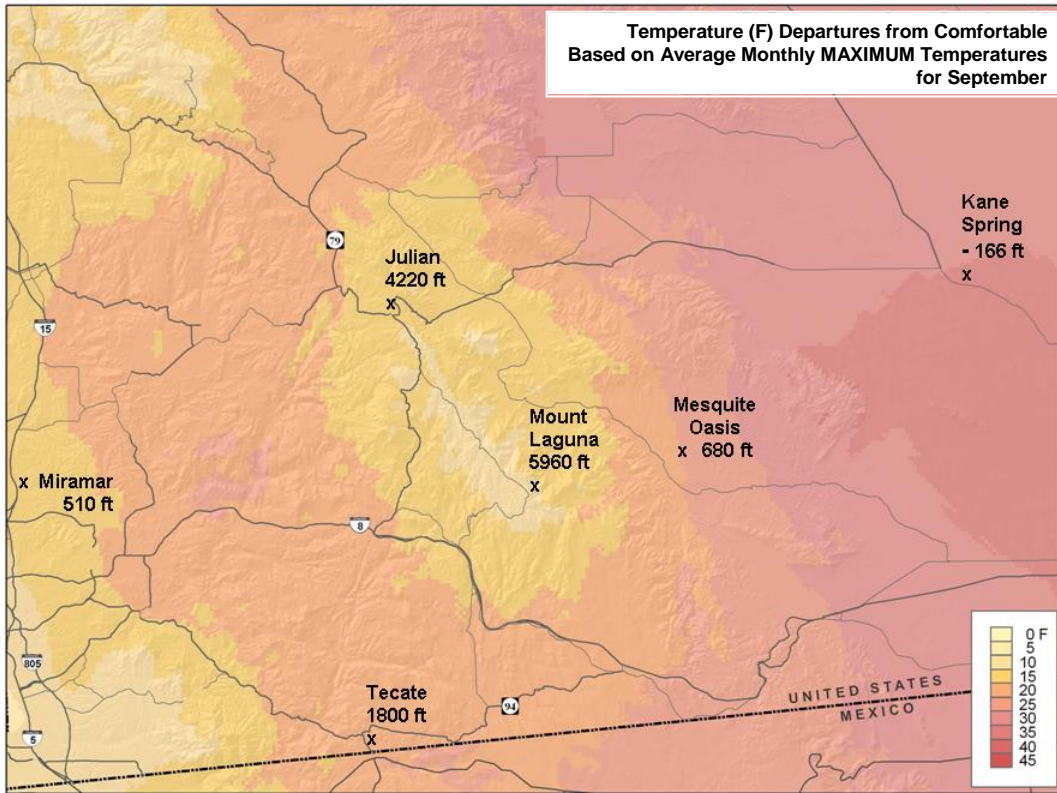 Temperature (F) Departures from Comfortable
Based on Average Monthly MAXIMUM Temperatures
for September
Kane
Spring
- 166 ft
x
79
Julian
4220 ft
x
15
Mount
Laguna
5960 ft
x
Mesquite
Oasis
x 680 ft
x Miramar
510 ft
8
805
Tecate
1800 ft
x
94
5
UNITED STATES
MEXICO
0 F
5
10
15
20
25
30
35
40
45